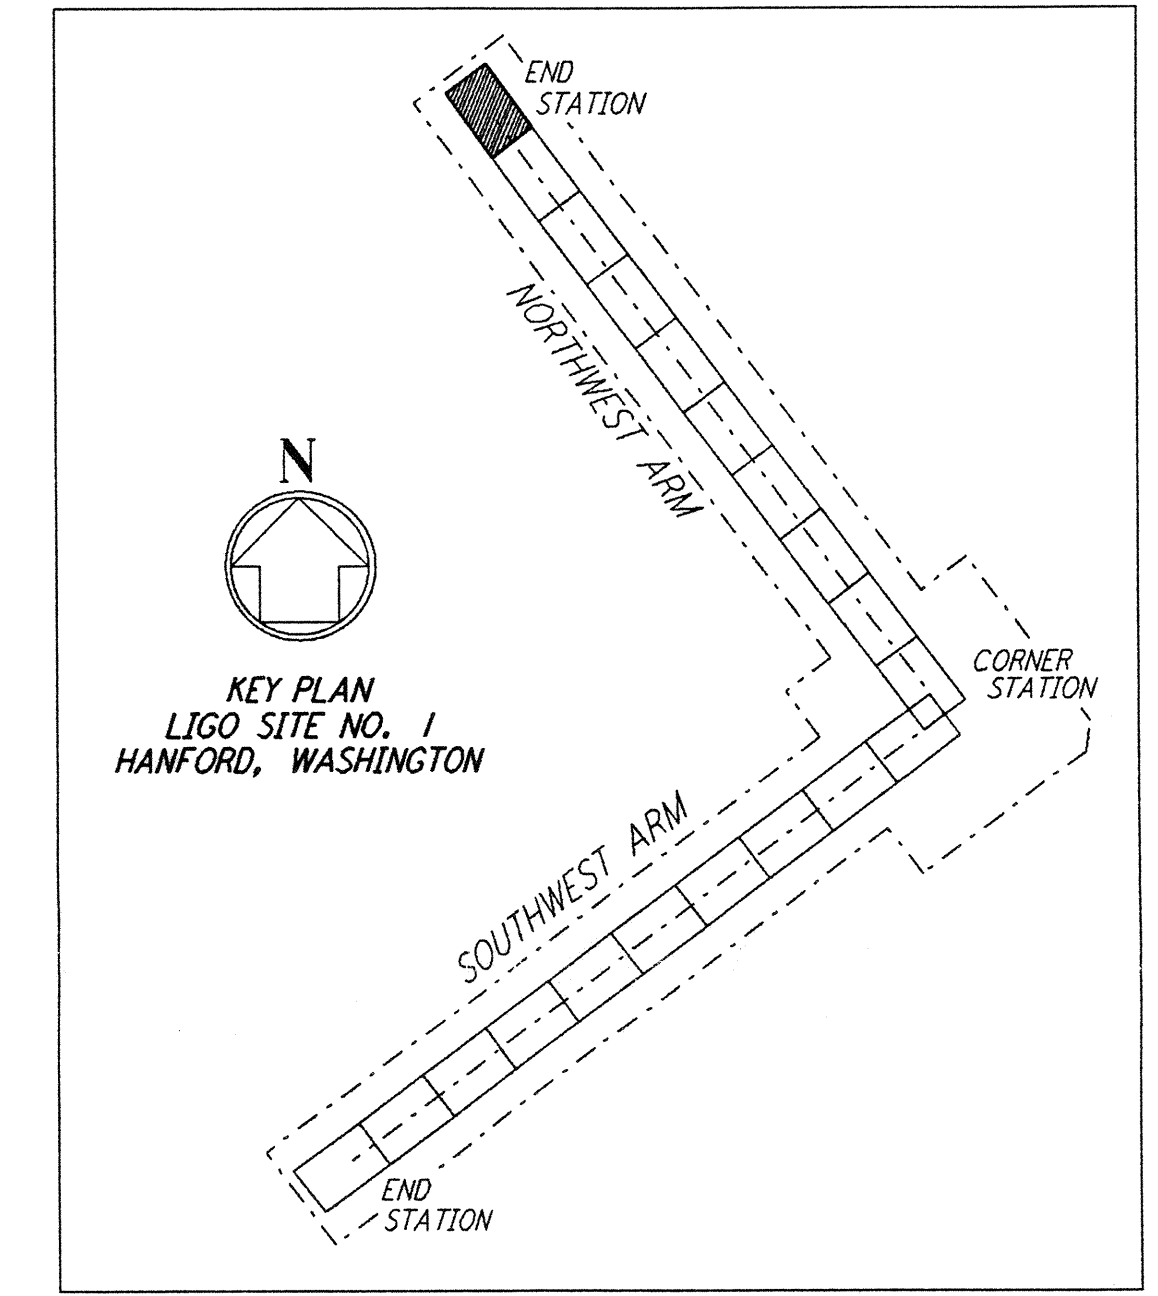 END
STATION
NORTHWEST ARM
N
CORNER
STATION
KEY PLAN
LIGO SITE NO. 1
HANFORD, WASHINGTON
SOUTHWEST ARM
END
STATION